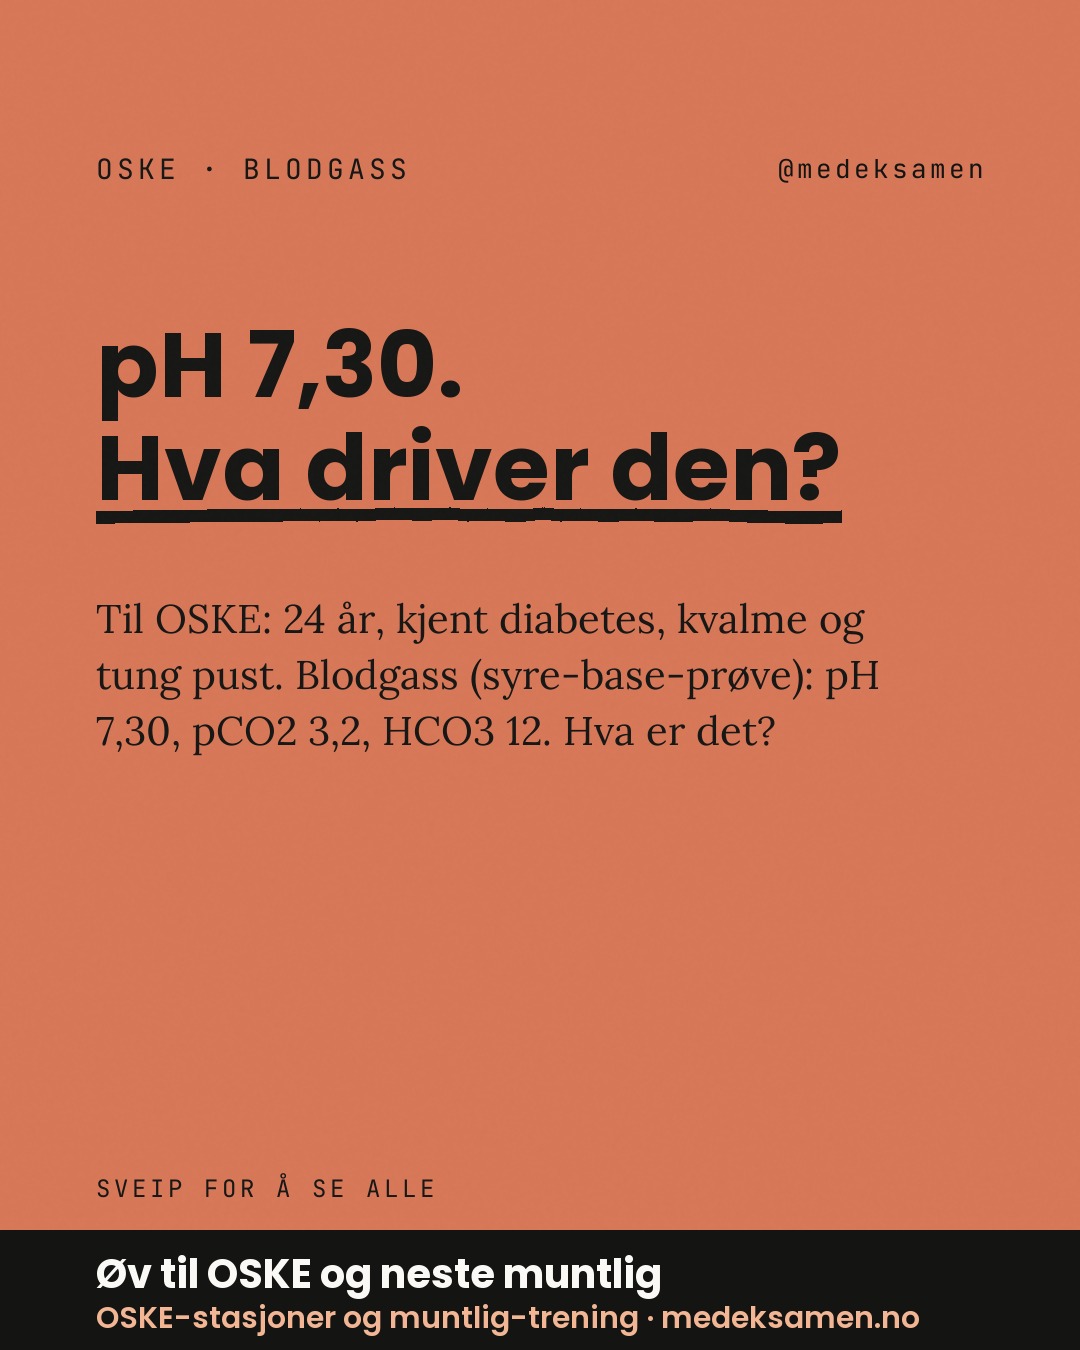 OSKE · BLODGASS
@medeksamen
pH 7,30.
Hva driver den?
Til OSKE: 24 år, kjent diabetes, kvalme og
tung pust. Blodgass (syre-base-prøve): pH
7,30, pCO2 3,2, HCO3 12. Hva er det?
SVEIP FOR Å SE ALLE
Øv til OSKE og neste muntlig
OSKE-stasjoner og muntlig-trening · medeksamen.no